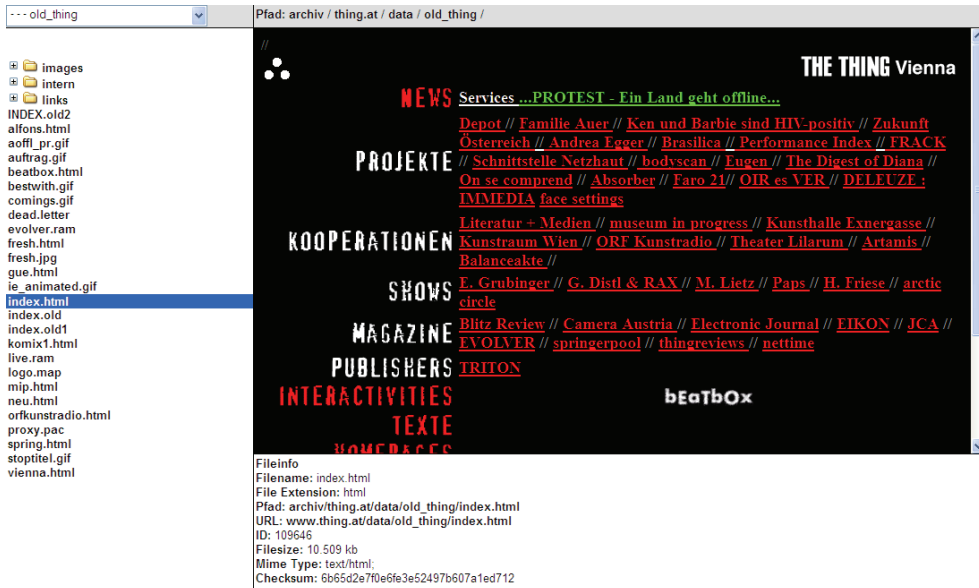 --- old_thing
Pfad: archiv / thing.at / data / old_thing /
images
intern
links
INDEX.old2
alfons.html
aoffl_pr.gif
auftrag.gif
beatbox.html
bestwith.gif
comings.gif
dead.letter
evolver.ram
fresh.html
fresh.jpg
gue.html
ie_animated.gif
index.html
index.old
index.old1
komix1.html
live.ram
logo.map
mip.html
neu.html
orfkunstradio.html
proxy.pac
spring.html
stoptitel.gif
vienna.html
//
THE THING Vienna
NEWS Services ...PROTEST - Ein Land geht offline...
Depot // Familie Auer // Ken und Barbie sind HIV-positiv // Zukunft
Österreich // Andrea Egger // Brasilica // Performance Index // FRACK
PROJEKTE // Schnittstelle Netzhaut // bodyscan // Eugen // The Digest of Diana //
On se comprend // Absorber // Faro 21// OIR es VER // DELEUZE :
IMMEDIA face settings
Literatur + Medien // museum in progress // Kunsthalle Exnergasse //
KOOPERATIONEN Kunstraum Wien // ORF Kunstradio // Theater Lilarum // Artamis //
Balanceakte //
SHOWS E. Grubinger // G. Distl & RAX // M. Lietz // Paps // H. Friese // arctic
circle
MAGAZINE Blitz Review // Camera Austria // Electronic Journal // EIKON // JCA //
EVOLVER // springerpool // thingreviews // nettime
PUBLISHERS TRITON
INTERACTIVITIES bEaTbOx
TEXTE
HOMEPAGES
Fileinfo
Filename: index.html
File Extension: html
Pfad: archiv/thing.at/data/old_thing/index.html
URL: www.thing.at/data/old_thing/index.html
ID: 109646
Filesize: 10.509 kb
Mime Type: text/html;
Checksum: 6b65d2e7f0e6fe3e52497b607a1ed712